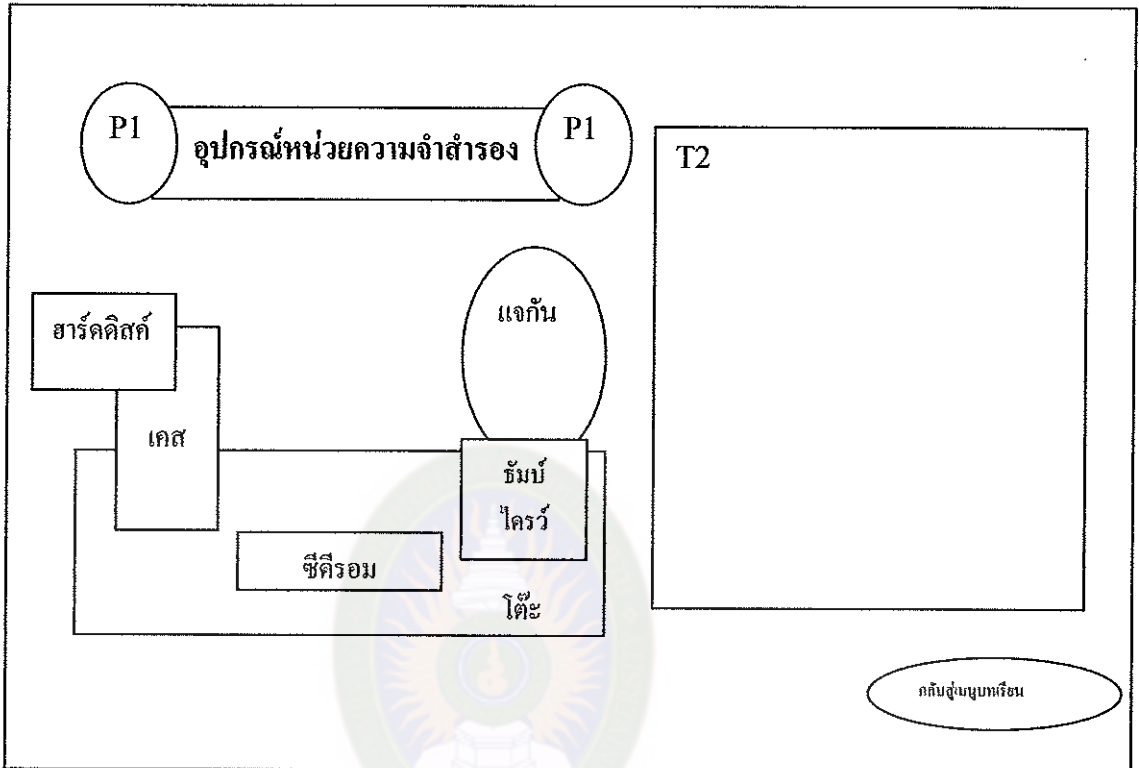 P1
อุปกรณ์หน่วยความจำสำรอง
P1
T2
แจกัน
ฮาร์ดดิสค์
เคส
ธัมบ์
ไดรว์
ซีดีรอม
โต๊ะ
กลับสู่เมนูบทเรียน